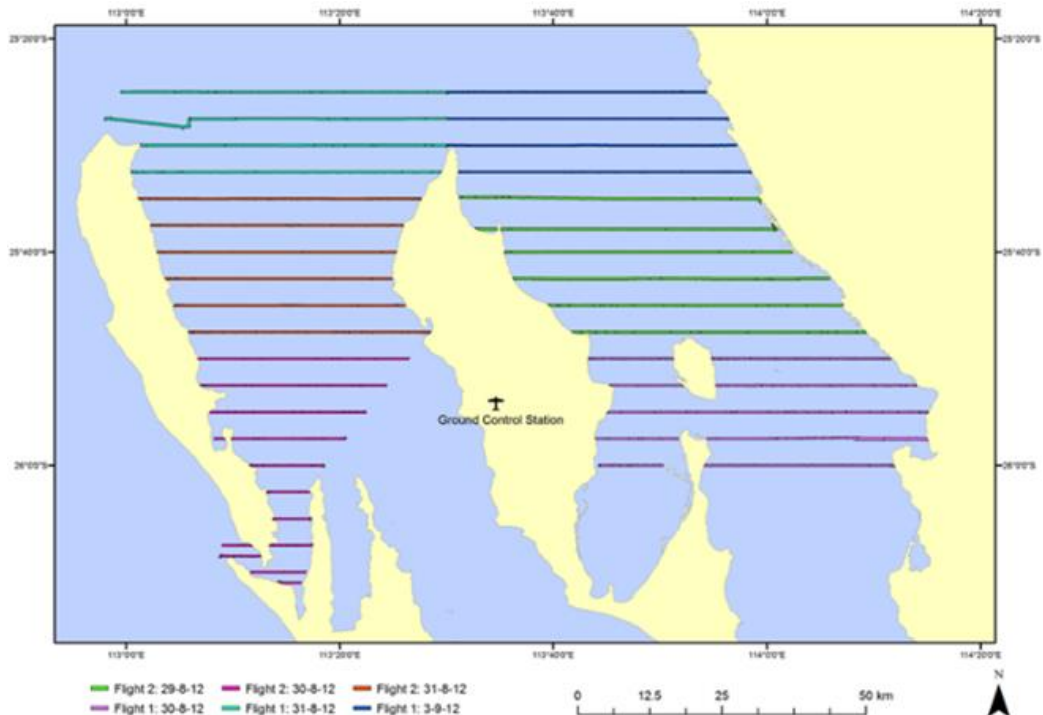 113°0'0"E 113°20'0"E 113°40'0"E 114°0'0"E 114°20'0"E
25°20'0"S 25°20'0"S
25°40'0"S 25°40'0"S
Ground Control Station
26°0'0"S 26°0'0"S
113°0'0"E 113°20'0"E 113°40'0"E 114°0'0"E 114°20'0"E
Flight 2: 29-8-12 Flight 2: 30-8-12 Flight 2: 31-8-12
Flight 1: 30-8-12 Flight 1: 31-8-12 Flight 1: 3-9-12
0 12.5 25 50 km
N